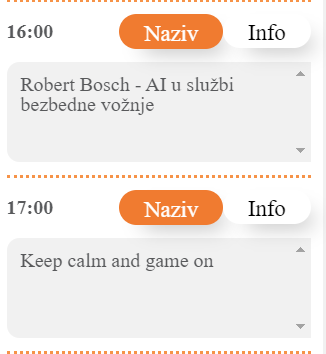 16:00 Naziv Info
Robert Bosch - AI u službi
bezbedne vožnje
17:00 Naziv Info
Keep calm and game on